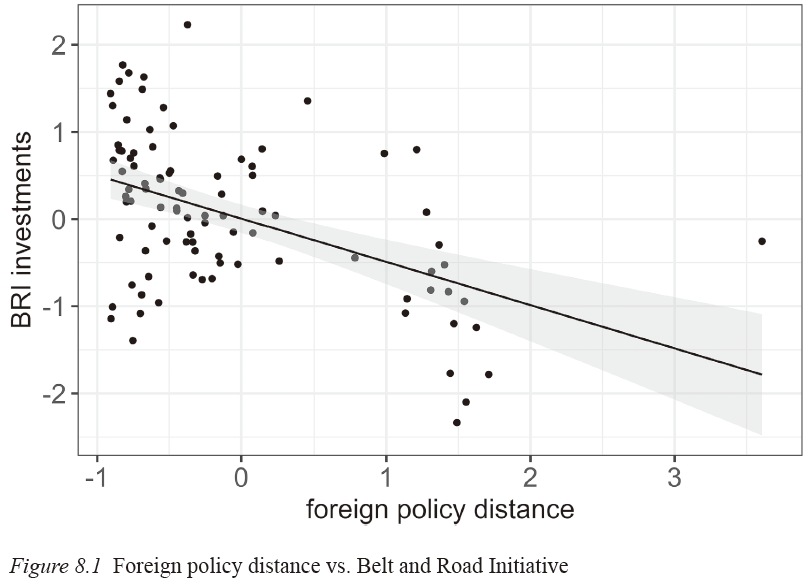 2
1
0
-1
-2
BRI investments
-1 0 1 2 3
foreign policy distance
Figure 8.1 Foreign policy distance vs. Belt and Road Initiative